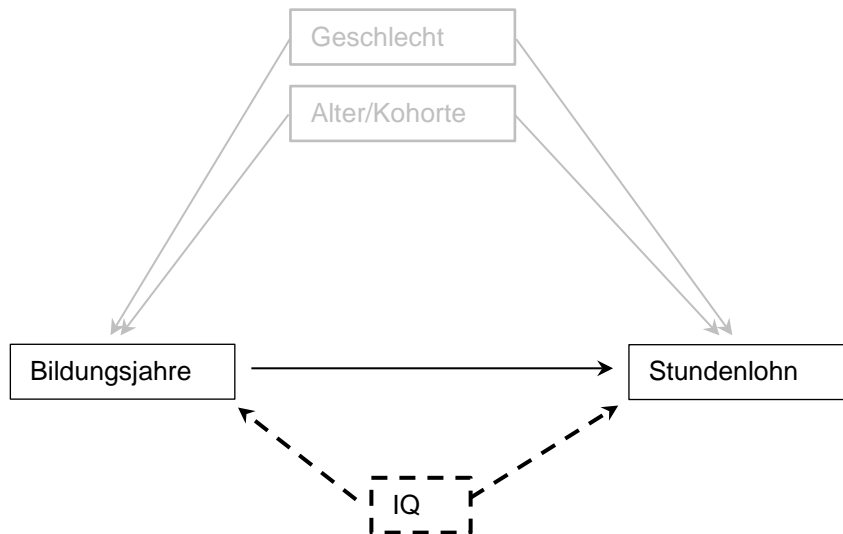 Geschlecht
Alter/Kohorte
Bildungsjahre
Stundenlohn
IQ